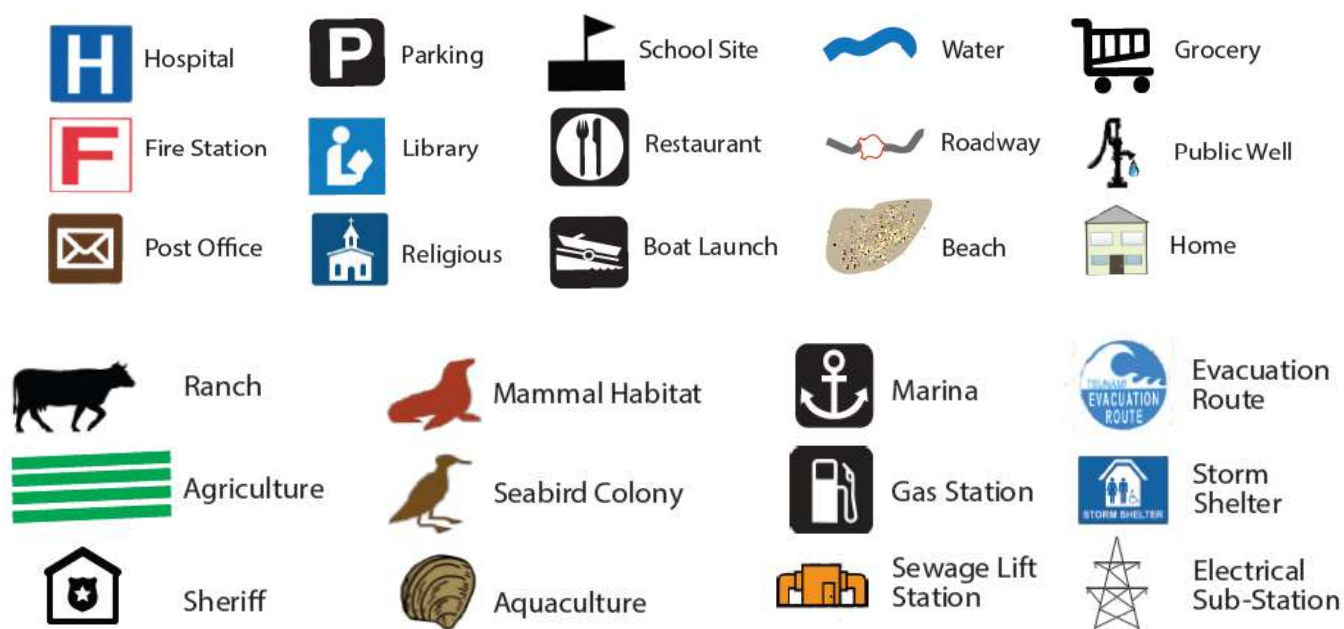 H Hospital
P Parking
School Site
Water
Grocery
F Fire Station
Library
Restaurant
Roadway
Public Well
Post Office
Religious
Boat Launch
Beach
Home
Ranch
Mammal Habitat
Marina
TSUNAMI
EVACUATION
ROUTE
Evacuation
Route
Agriculture
Seabird Colony
Gas Station
STORM SHELTER
Storm
Shelter
Sheriff
Aquaculture
Sewage Lift
Station
Electrical
Sub-Station